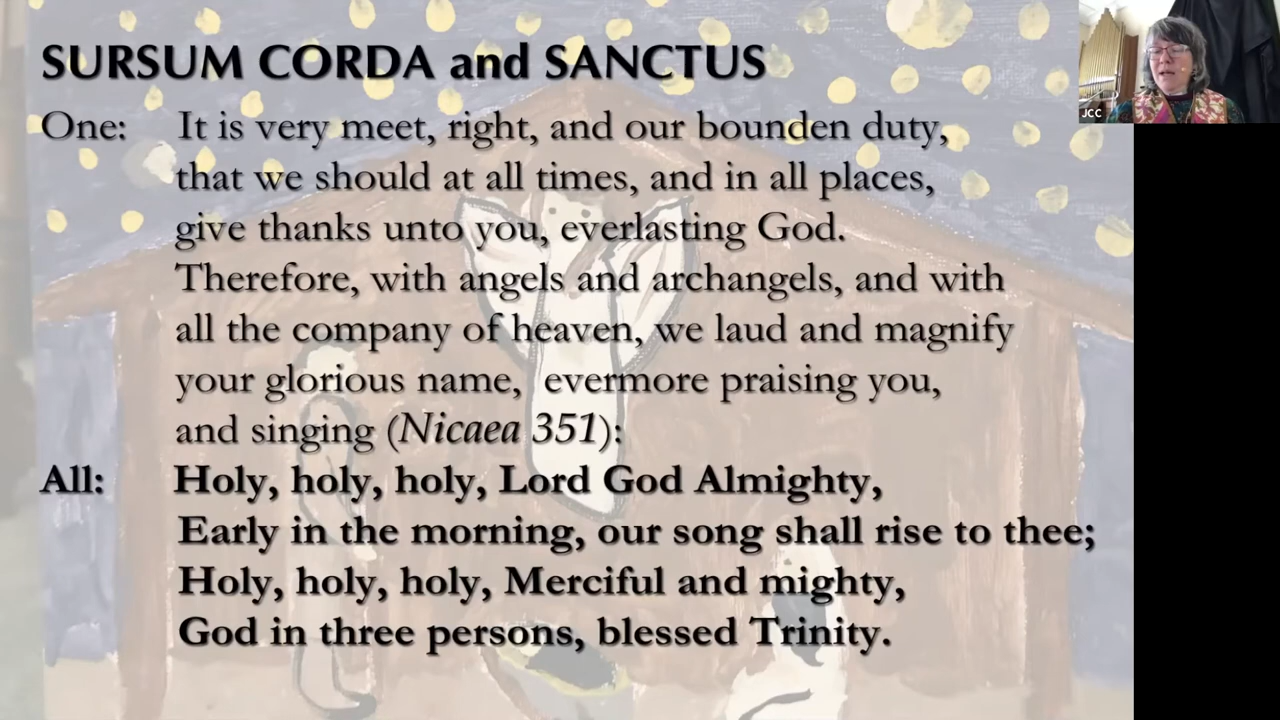 SURSUM CORDA and SANCTUS
JCC
One: It is very meet, right, and our bounden duty,
that we should at all times, and in all places,
give thanks unto you, everlasting God.
Therefore, with angels and archangels, and with
all the company of heaven, we laud and magnify
your glorious name, evermore praising you,
and singing (Nicaea 351):
All: Holy, holy, holy, Lord God Almighty,
Early in the morning, our song shall rise to thee;
Holy, holy, holy, Merciful and mighty,
God in three persons, blessed Trinity.